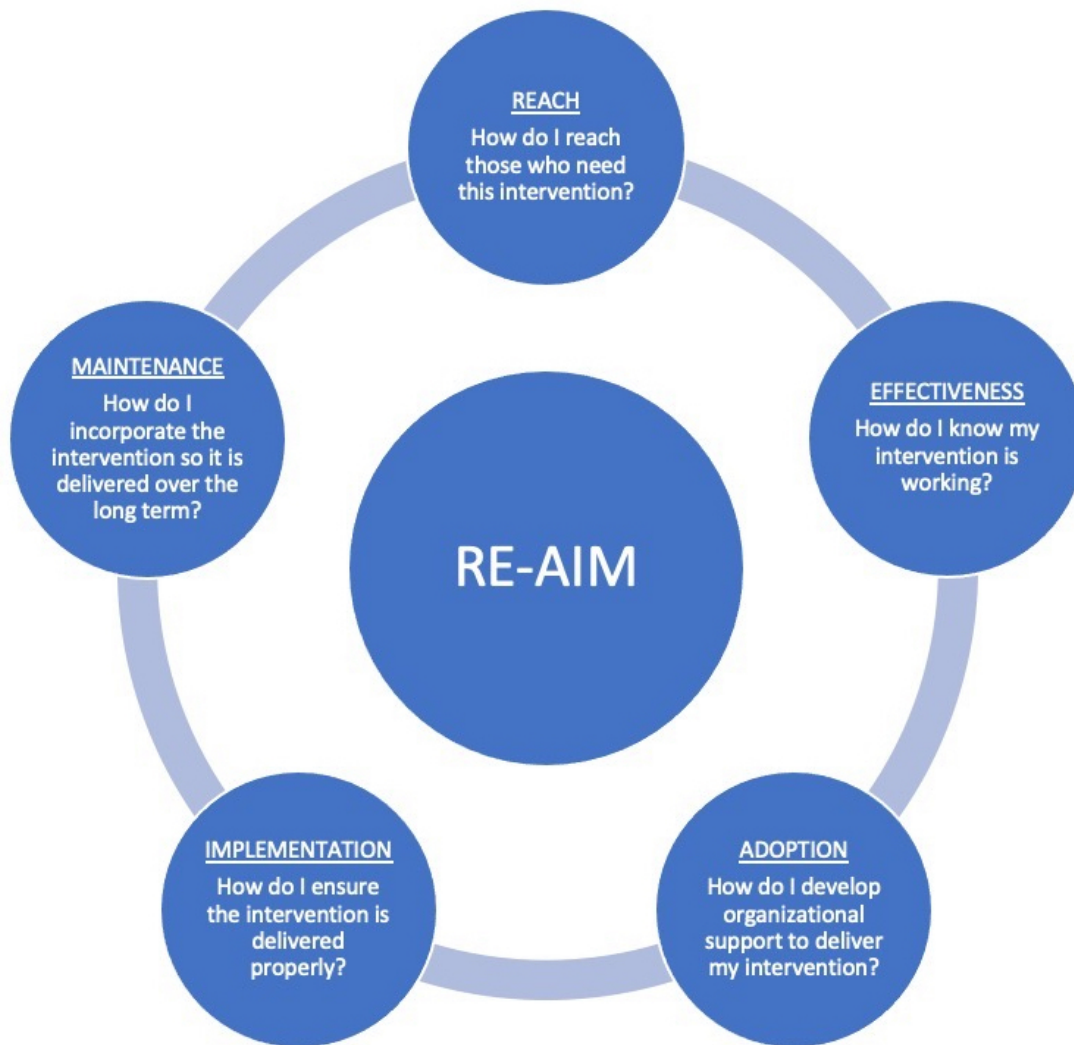 REACH
How do I reach
those who need
this intervention?
EFFECTIVENESS
How do I know my
intervention is
working?
ADOPTION
How do I develop
organizational
support to deliver
my intervention?
IMPLEMENTATION
How do I ensure
the intervention is
delivered
properly?
MAINTENANCE
How do I
incorporate the
intervention so it is
delivered over the
long term?
RE-AIM